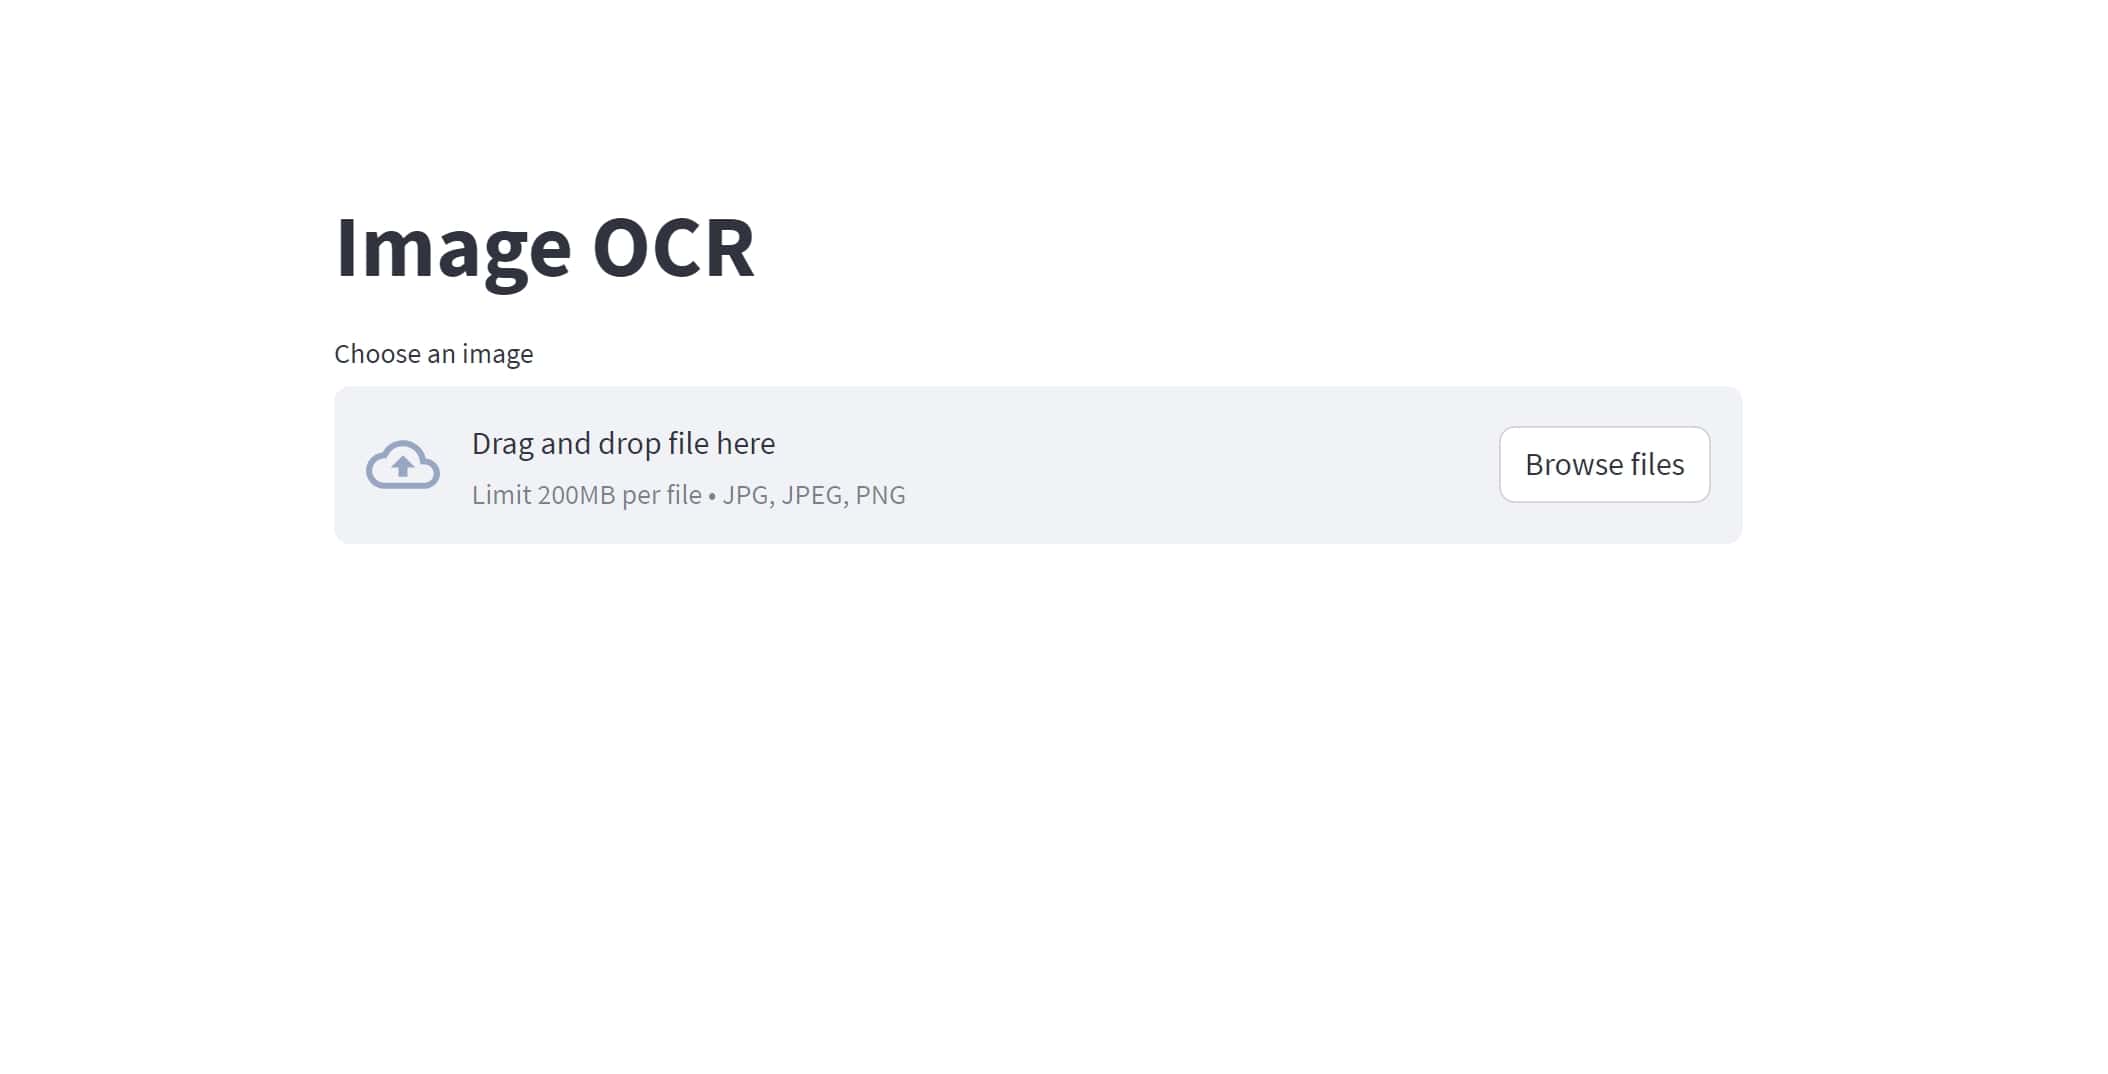 Image OCR
Choose an image
Drag and drop file here
Limit 200MB per file • JPG, JPEG, PNG
Browse files